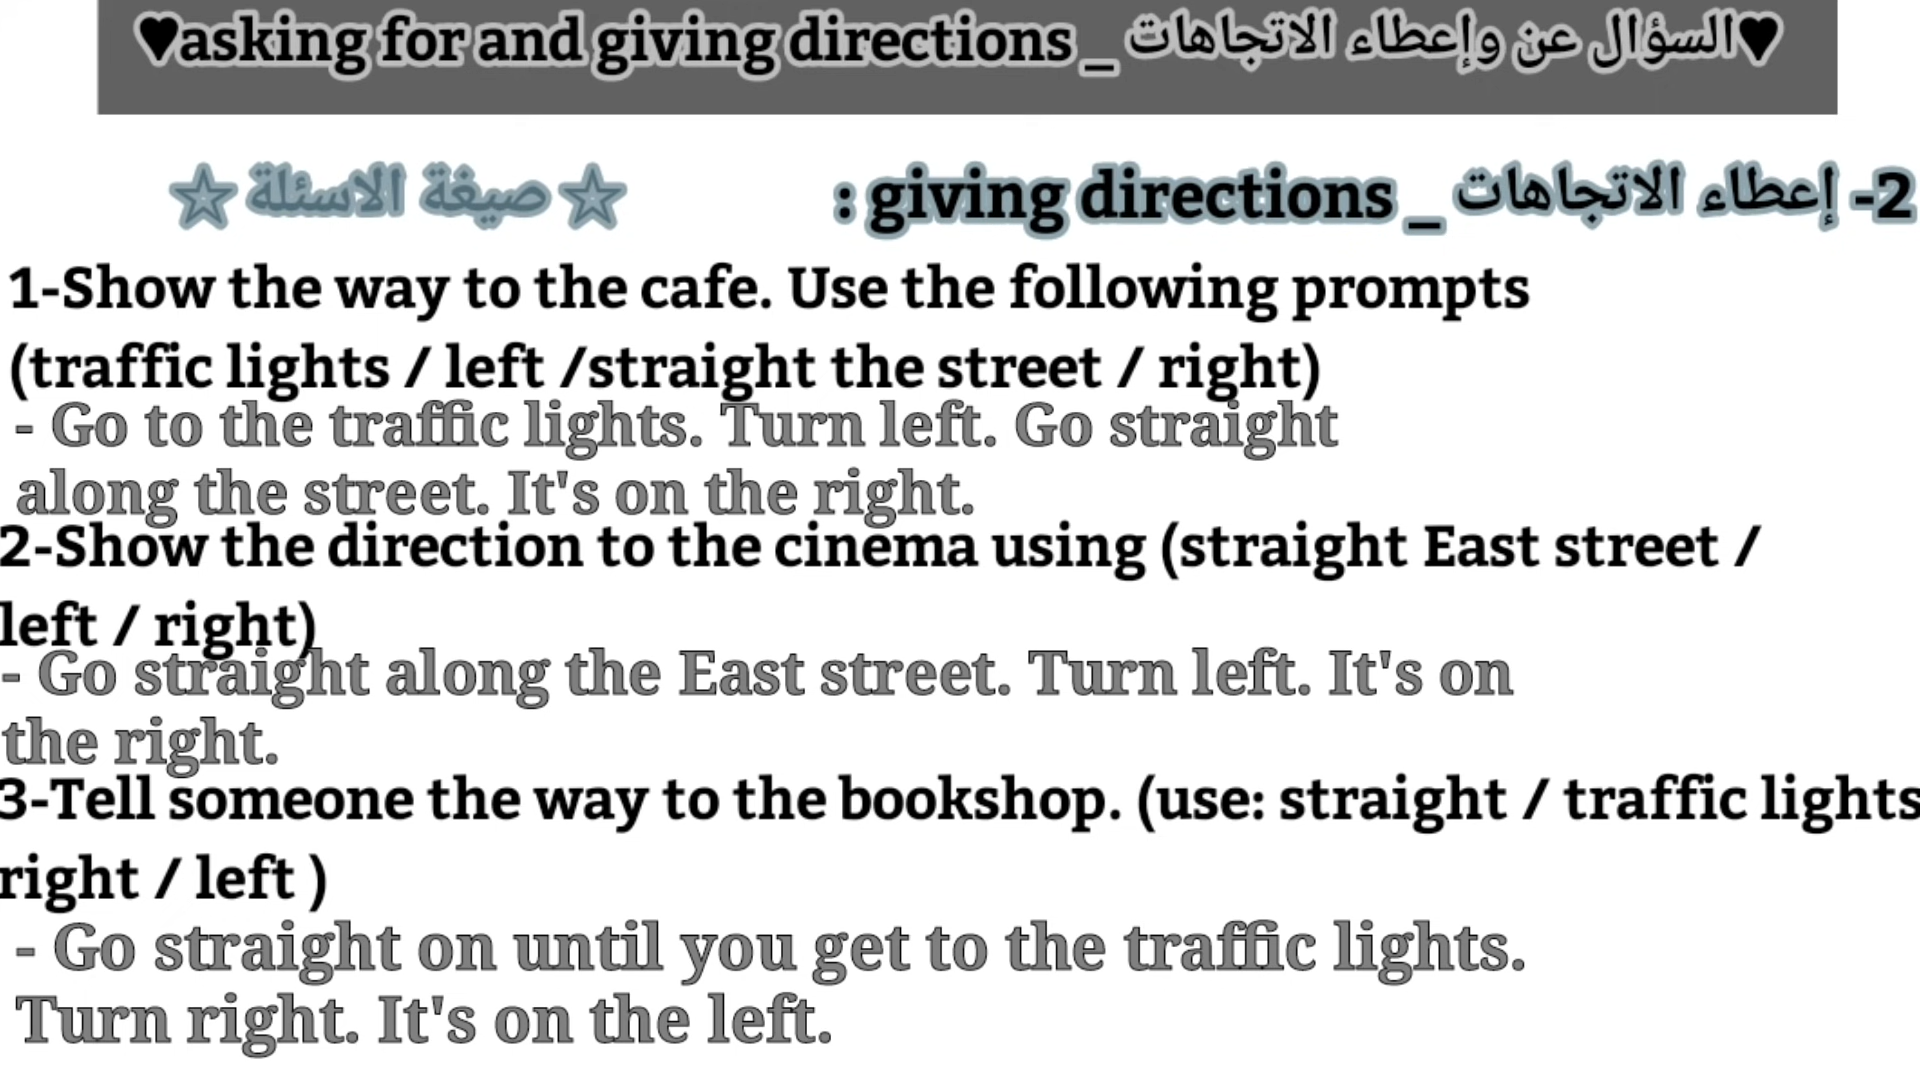 ♥asking for and giving directions _ السؤال عن وإعطاء الاتجاهات♥
2- إعطاء الاتجاهات _ giving directions :
☆ صيغة الاسئلة ☆
1-Show the way to the cafe. Use the following prompts
(traffic lights / left /straight the street / right)
- Go to the traffic lights. Turn left. Go straight
along the street. It's on the right.
2-Show the direction to the cinema using (straight East street /
left / right)
- Go straight along the East street. Turn left. It's on
the right.
3-Tell someone the way to the bookshop. (use: straight / traffic lights
right / left )
- Go straight on until you get to the traffic lights.
Turn right. It's on the left.